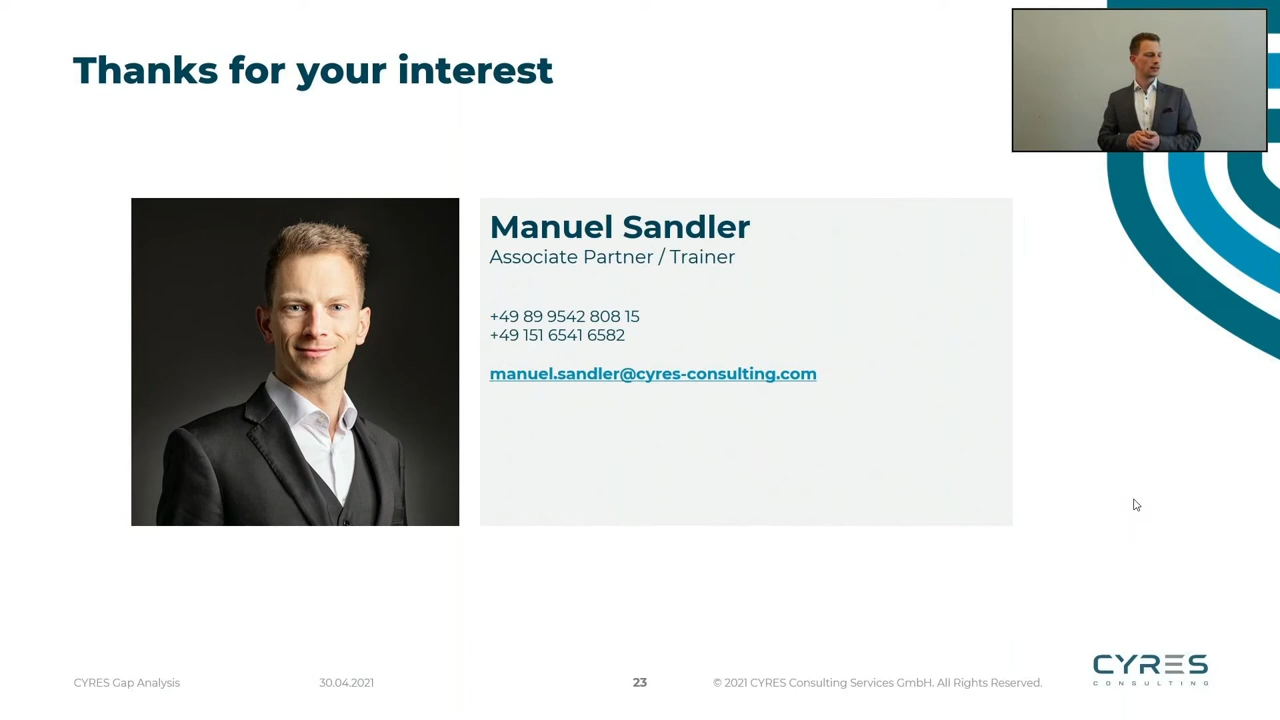 Thanks for your interest
Manuel Sandler
Associate Partner / Trainer
+49 89 9542 808 15
+49 151 6541 6582
manuel.sandler@cyres-consulting.com
CYRES
CONSULTING
CYRES Gap Analysis
30.04.2021
23
© 2021 CYRES Consulting Services GmbH. All Rights Reserved.